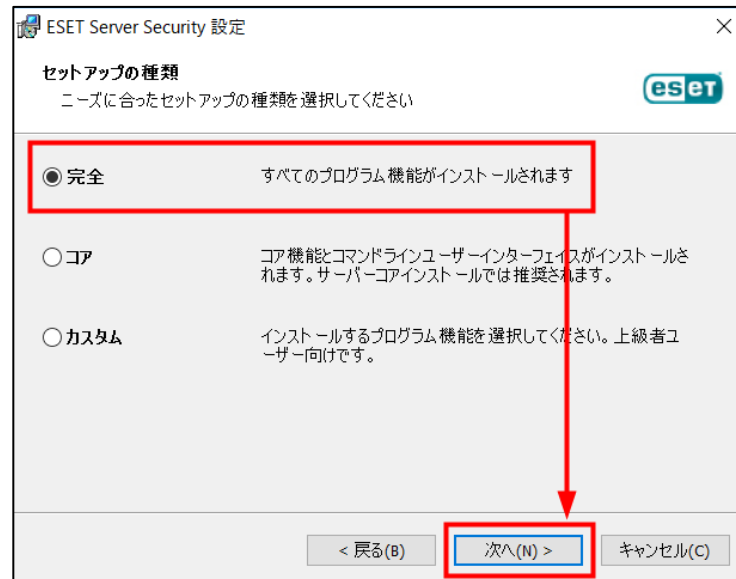 ESET Server Security 設定
セットアップの種類
ニーズに合ったセットアップの種類を選択してください
eset
完全
すべてのプログラム機能がインストールされます
コア
コア機能とコマンドラインユーザーインターフェイスがインストールさ
れます。サーバーコアインストールでは推奨されます。
カスタム
インストールするプログラム機能を選択してください。上級者ユ
ーザー向けです。
< 戻る(B)
次へ(N) >
キャンセル(C)